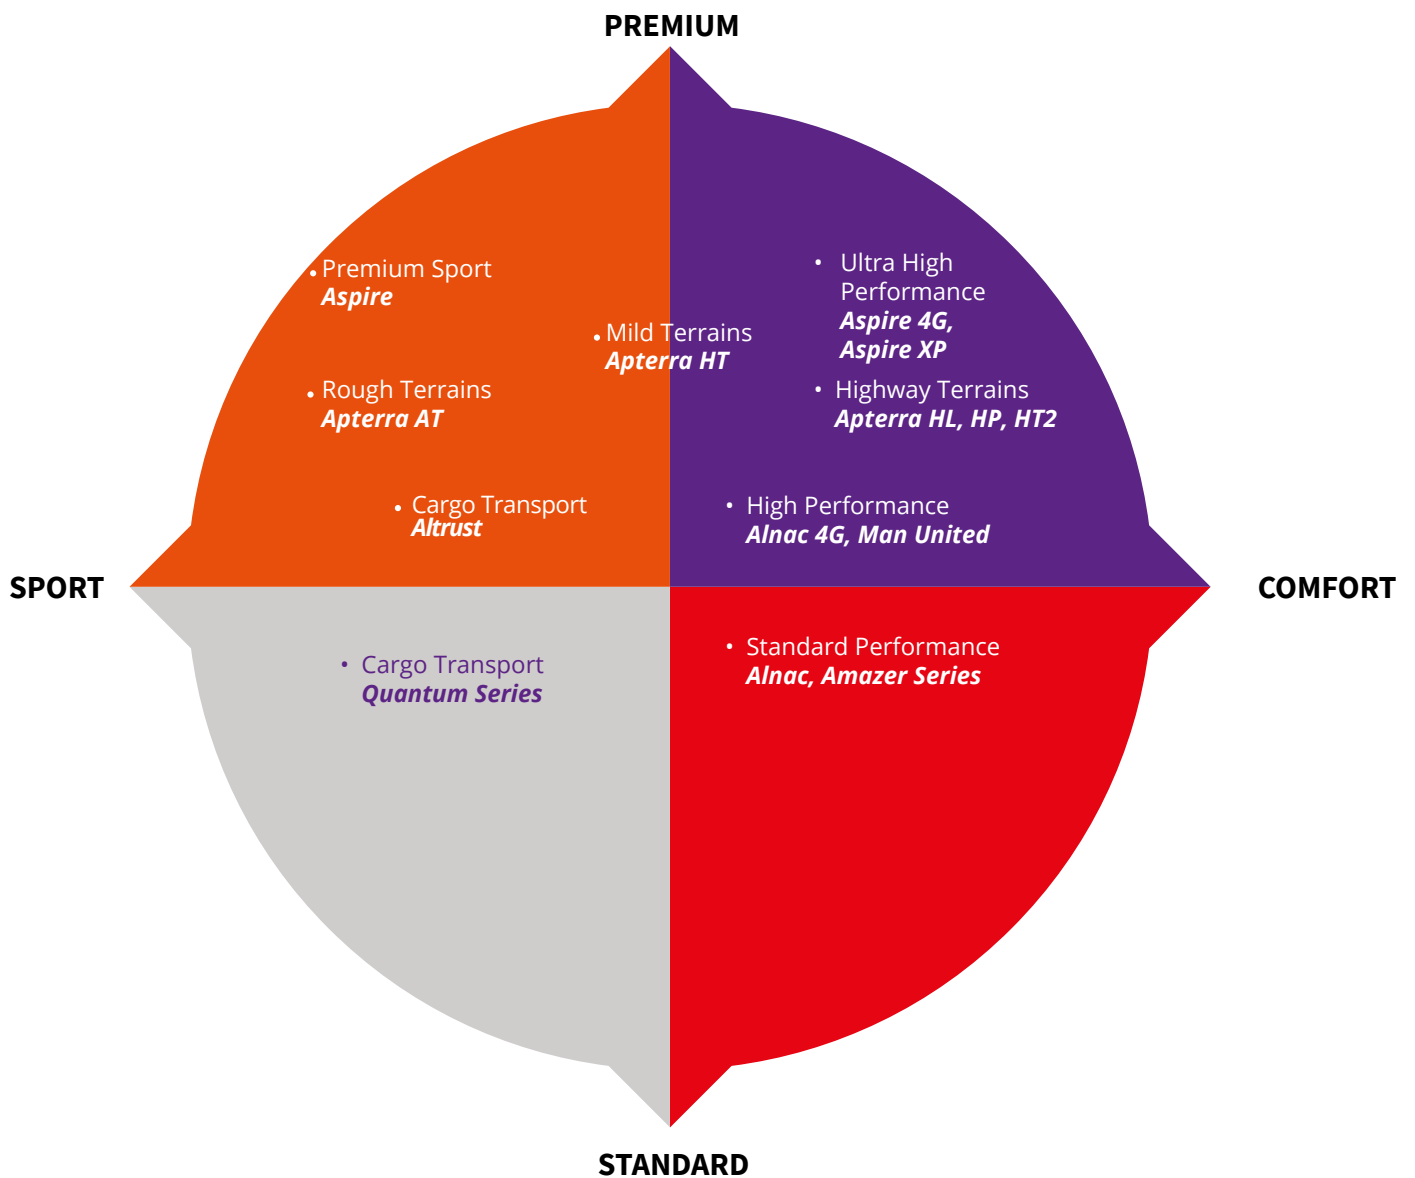 PREMIUM
• Premium Sport
Aspire
• Ultra High
Performance
Aspire 4G,
Aspire XP
• Mild Terrains
Apterra HT
• Rough Terrains
Apterra AT
• Highway Terrains
Apterra HL, HP, HT2
• Cargo Transport
Altrust
• High Performance
Alnac 4G, Man United
SPORT
COMFORT
• Cargo Transport
Quantum Series
• Standard Performance
Alnac, Amazer Series
STANDARD